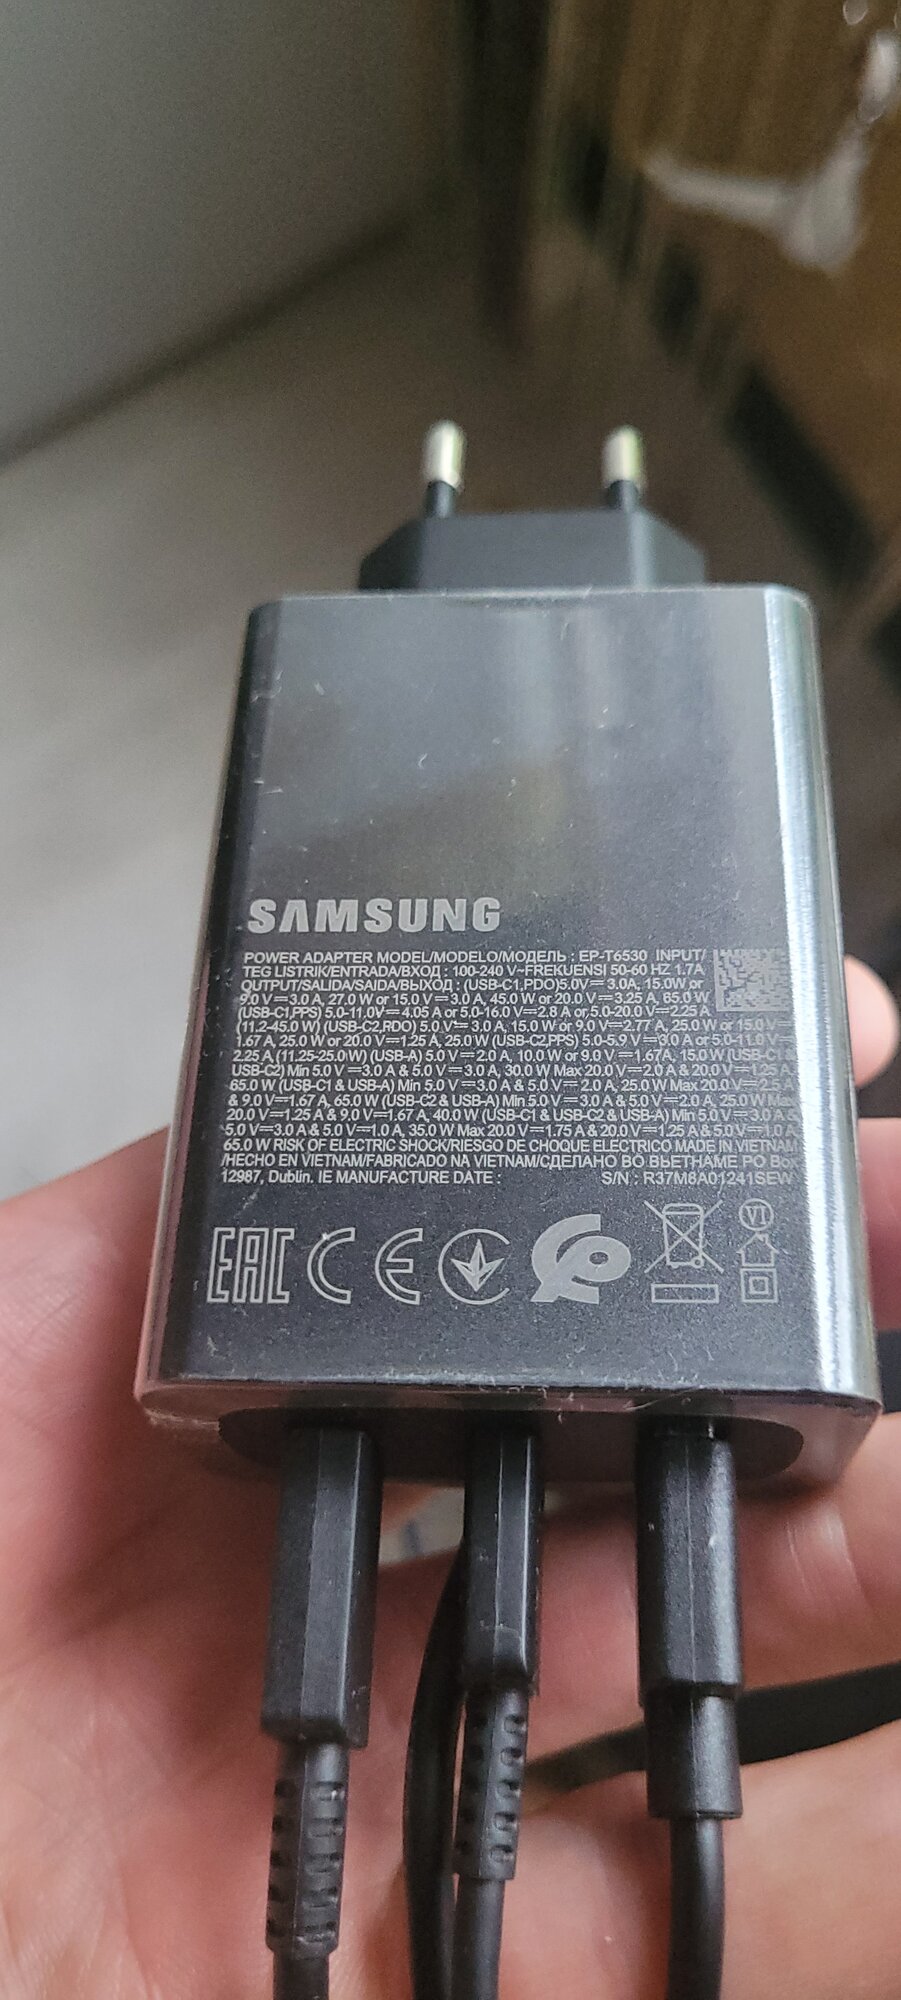 SAMSUNG
POWER ADAPTER MODEL/MODELO/МОДЕЛЬ : EP-T6530 INPUT/
TEG LISTRIK/ENTRADA/ВХОД : 100-240 V~FREKUENSI 50-60 HZ 1.7A
OUTPUT/SALIDA/SAIDA/ВЫХОД : (USB-C1,PDO)5.0V⎓ 3.0A, 15.0W or
9.0 V⎓3.0 A, 27.0 W or 15.0 V⎓3.0 A, 45.0 W or 20.0 V⎓3.25 A, 65.0 W
(USB-C1,PPS) 5.0-11.0V⎓ 4.05 A or 5.0-16.0 V⎓2.8 A or 5.0-20.0 V⎓2.25 A
(11.2-45.0 W) (USB-C2,PDO) 5.0 V⎓ 3.0 A, 15.0 W or 9.0 V⎓2.77 A, 25.0 W or 15.0 V⎓
1.67 A, 25.0 W or 20.0 V⎓1.25 A, 25.0 W (USB-C2,PPS) 5.0-5.9 V⎓3.0 A or 5.0-11.0 V⎓
2.25 A (11.25-25.0W) (USB-A) 5.0 V⎓2.0 A, 10.0 W or 9.0 V⎓1.67A, 15.0 W (USB-C1 &
USB-C2) Min 5.0 V⎓3.0 A & 5.0 V⎓3.0 A, 30.0 W Max 20.0 V⎓2.0 A & 20.0 V⎓1.25 A,
65.0 W (USB-C1 & USB-A) Min 5.0 V⎓3.0 A & 5.0 V⎓ 2.0 A, 25.0 W Max 20.0 V⎓2.5 A
& 9.0 V⎓1.67 A, 65.0 W (USB-C2 & USB-A) Min 5.0 V⎓3.0 A & 5.0 V⎓2.0 A, 25.0 W Max
20.0 V⎓1.25 A & 9.0 V⎓1.67 A, 40.0 W (USB-C1 & USB-C2 & USB-A) Min 5.0 V⎓3.0 A &
5.0 V⎓3.0 A & 5.0 V⎓1.0 A, 35.0 W Max 20.0 V⎓1.75 A & 20.0 V⎓1.25 A & 5.0 V⎓1.0 A,
65.0 W RISK OF ELECTRIC SHOCK/RIESGO DE CHOQUE ELECTRICO MADE IN VIETNAM
/HECHO EN VIETNAM/FABRICADO NA VIETNAM/СДЕЛАНО ВО ВЬЕТНАМЕ PO Box
12987, Dublin. IE MANUFACTURE DATE : S/N : R37M8A01241SEW
EAC CE VI